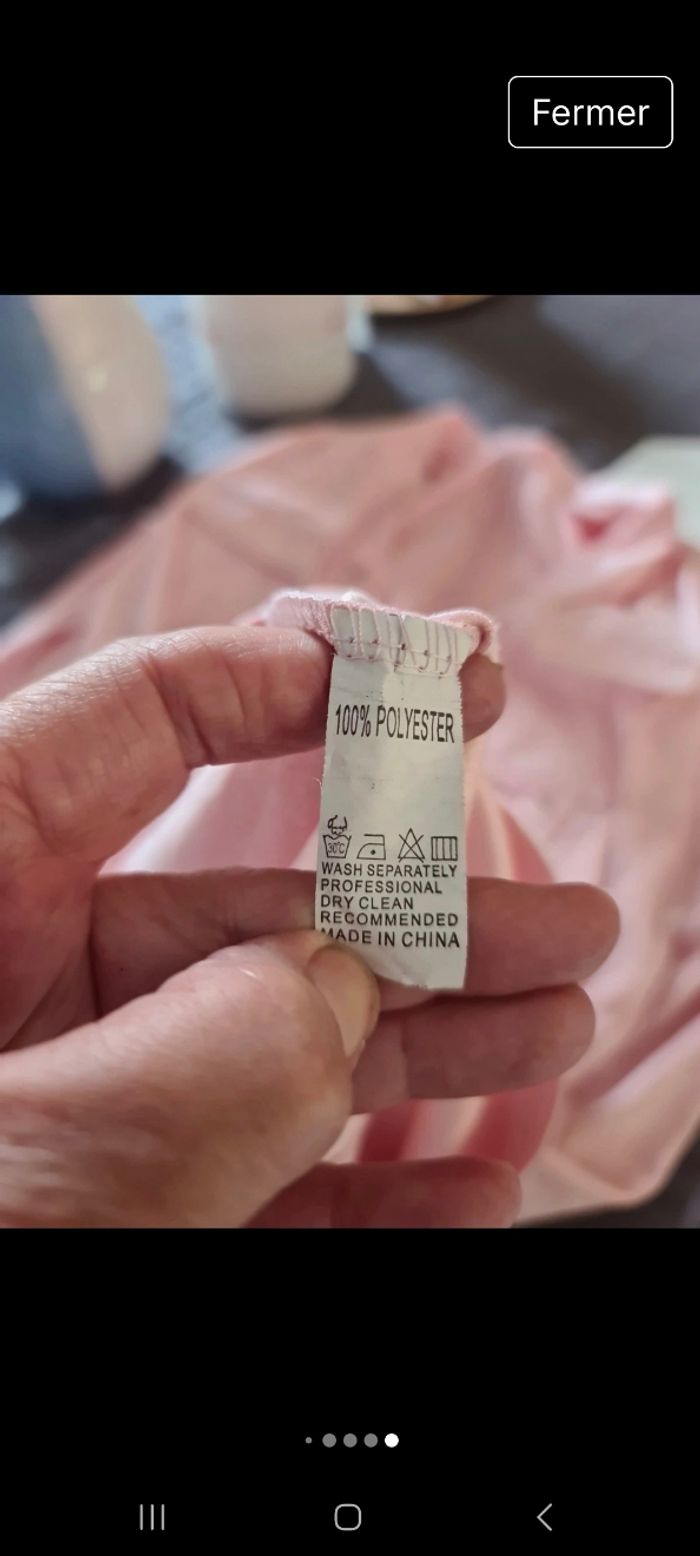 Fermer
100% POLYESTER
30°C
WASH SEPARATELY
PROFESSIONAL
DRY CLEAN
RECOMMENDED
MADE IN CHINA